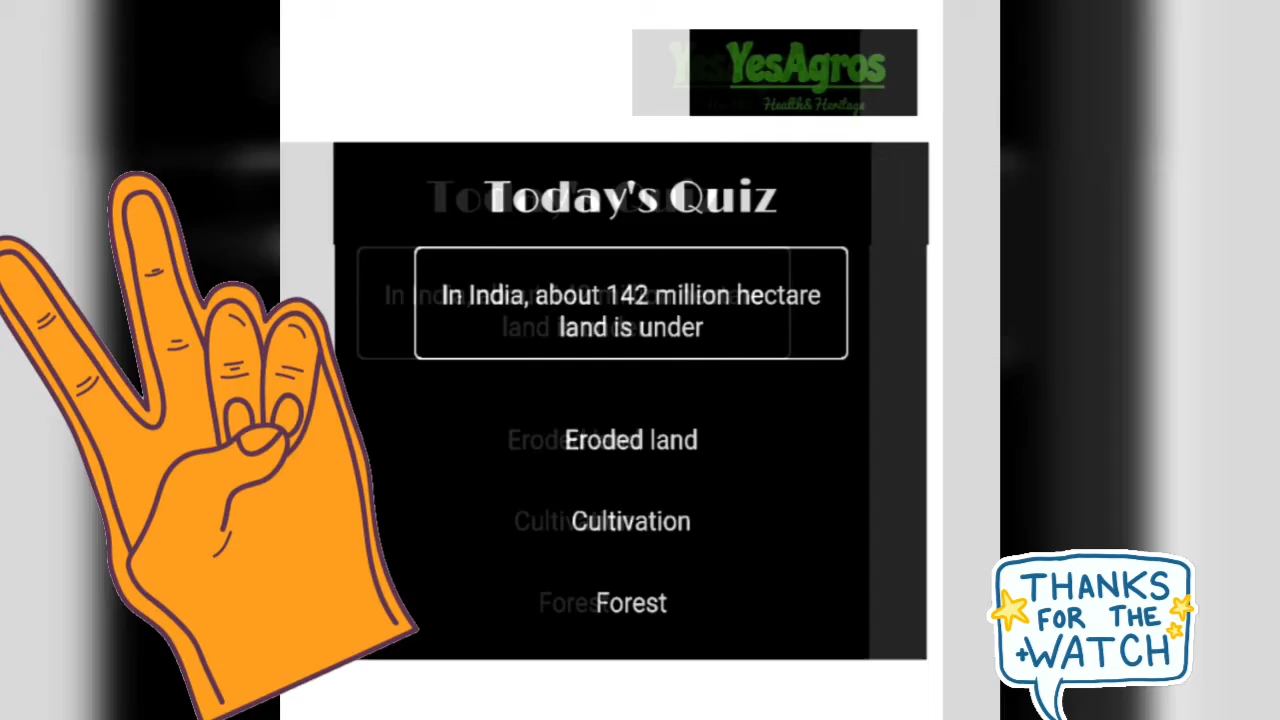 YesAgros
Health & Heritage
Today's Quiz
In India, about 142 million hectare
land is under
Eroded land
Cultivation
Forest
THANKS
FOR THE
WATCH